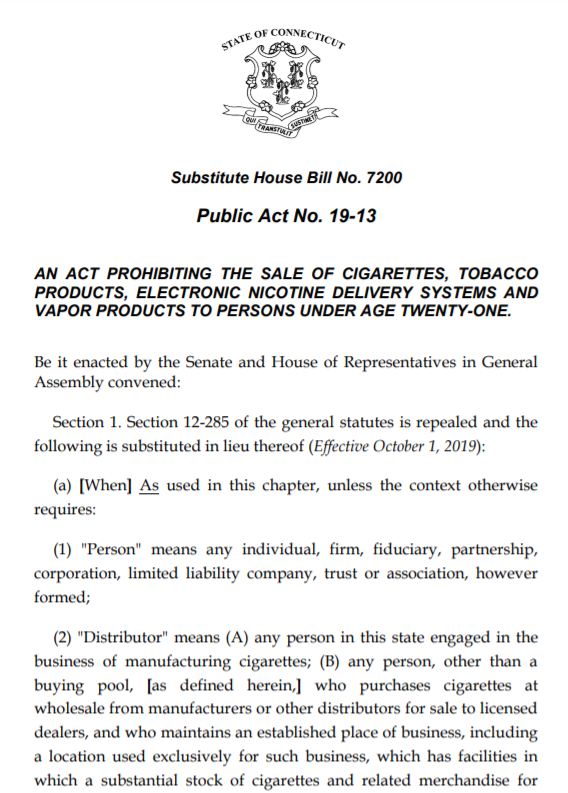 STATE OF CONNECTICUT
QUI TRANSTULIT SUSTINET
Substitute House Bill No. 7200
Public Act No. 19-13
AN ACT PROHIBITING THE SALE OF CIGARETTES, TOBACCO
PRODUCTS, ELECTRONIC NICOTINE DELIVERY SYSTEMS AND
VAPOR PRODUCTS TO PERSONS UNDER AGE TWENTY-ONE.
Be it enacted by the Senate and House of Representatives in General
Assembly convened:
Section 1. Section 12-285 of the general statutes is repealed and the
following is substituted in lieu thereof (Effective October 1, 2019):
(a) [When] As used in this chapter, unless the context otherwise
requires:
(1) "Person" means any individual, firm, fiduciary, partnership,
corporation, limited liability company, trust or association, however
formed;
(2) "Distributor" means (A) any person in this state engaged in the
business of manufacturing cigarettes; (B) any person, other than a
buying pool, [as defined herein,] who purchases cigarettes at
wholesale from manufacturers or other distributors for sale to licensed
dealers, and who maintains an established place of business, including
a location used exclusively for such business, which has facilities in
which a substantial stock of cigarettes and related merchandise for